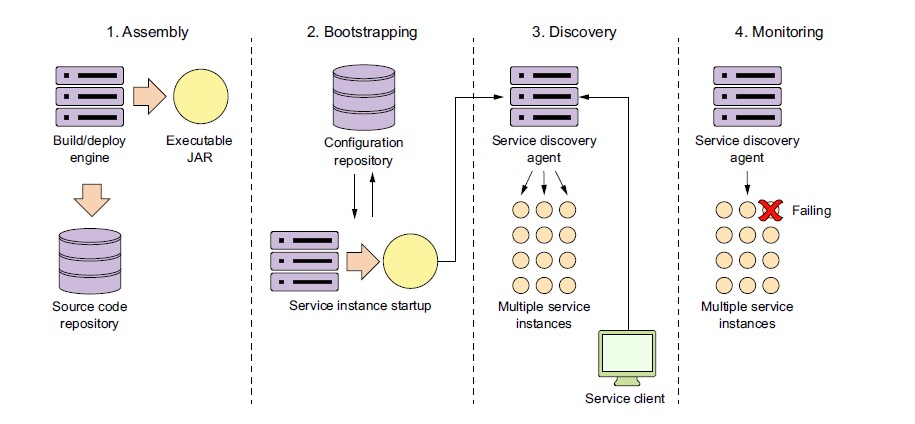 1. Assembly
2. Bootstrapping
3. Discovery
4. Monitoring
Build/deploy
engine
Executable
JAR
Source code
repository
Configuration
repository
Service instance startup
Service discovery
agent
Multiple service
instances
Service client
Service discovery
agent
Failing
Multiple service
instances